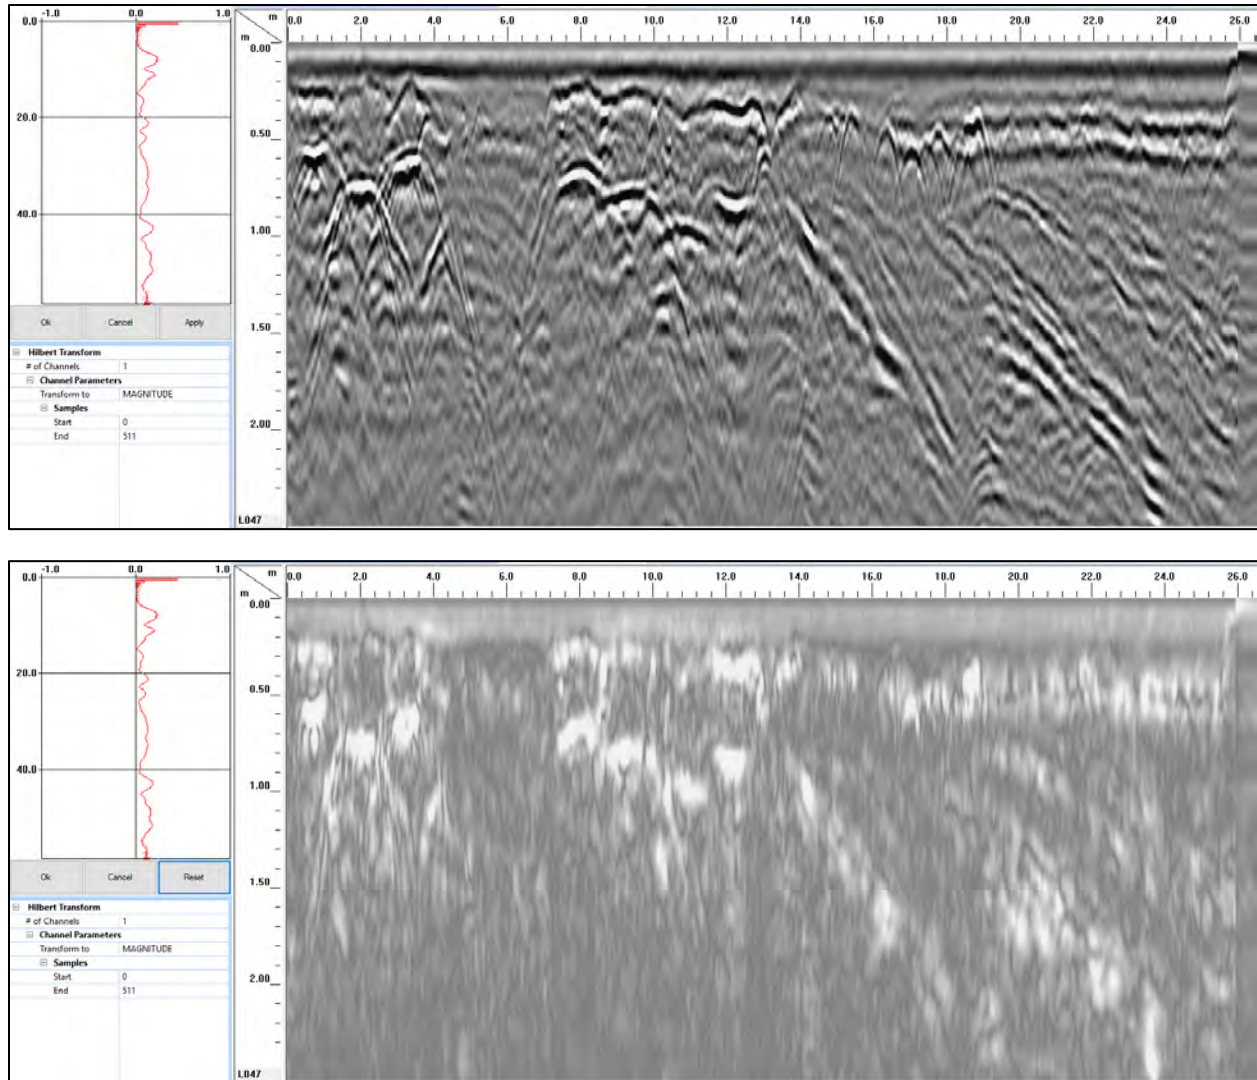 -1.0 0.0 1.0
0.0
20.0
40.0
m
m
0.0 2.0 4.0 6.0 8.0 10.0 12.0 14.0 16.0 18.0 20.0 22.0 24.0 26.0
0.00
0.50
1.00
1.50
2.00
L047
Ok Cancel Apply
Hilbert Transform
# of Channels 1
Channel Parameters
Transform to MAGNITUDE
Samples
Start 0
End 511
-1.0 0.0 1.0
0.0
20.0
40.0
m
m
0.0 2.0 4.0 6.0 8.0 10.0 12.0 14.0 16.0 18.0 20.0 22.0 24.0 26.0
0.00
0.50
1.00
1.50
2.00
L047
Ok Cancel Reset
Hilbert Transform
# of Channels 1
Channel Parameters
Transform to MAGNITUDE
Samples
Start 0
End 511